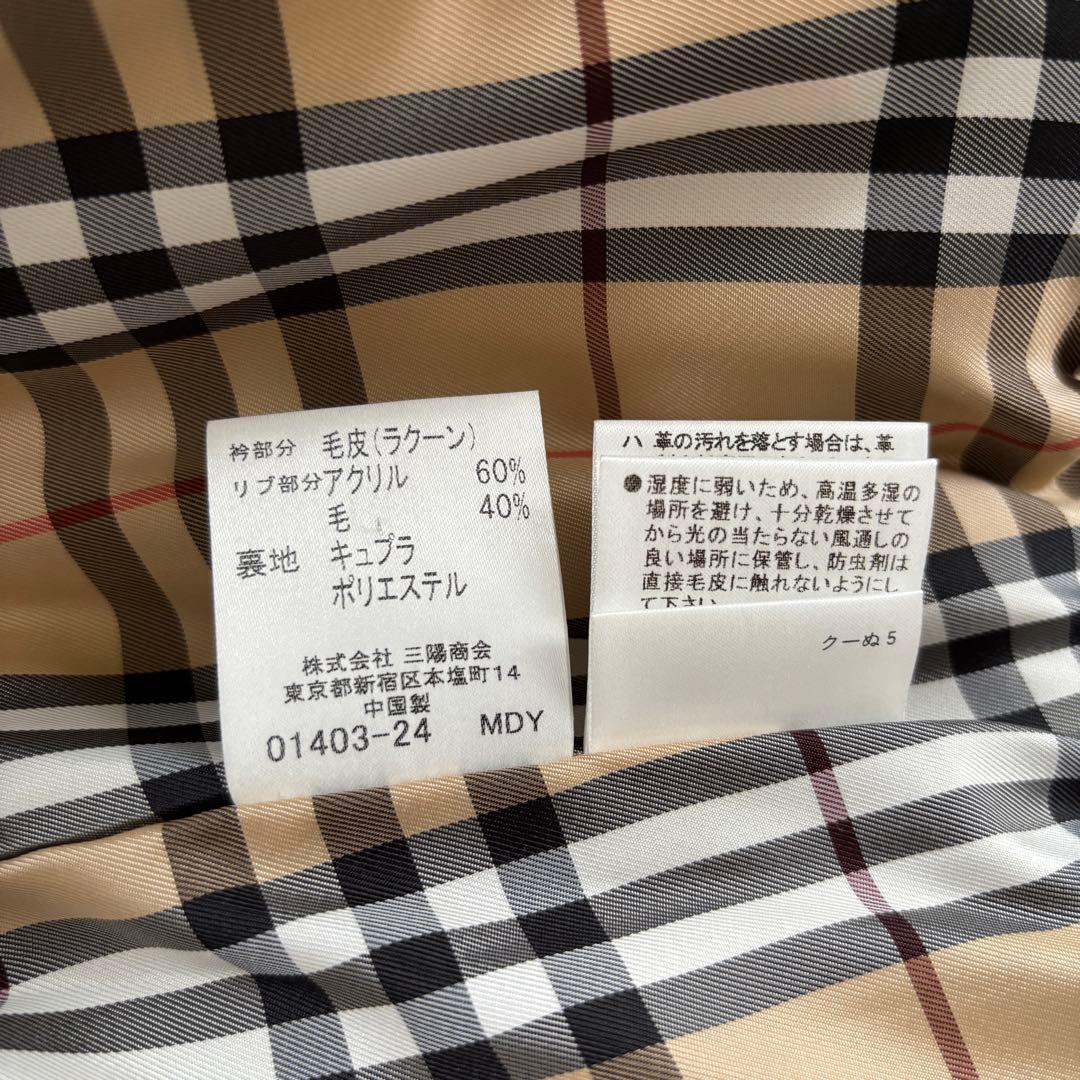 衿部分 毛皮(ラクーン)
リブ部分アクリル 60%
毛 40%
裏地 キュプラ
ポリエステル
株式会社 三陽商会
東京都新宿区本塩町14
中国製
01403-24 MDY
ハ 革の汚れを落とす場合は、革
●湿度に弱いため、高温多湿の
場所を避け、十分乾燥させて
から光の当たらない風通しの
良い場所に保管し、防虫剤は
直接毛皮に触れないようにし
て下さい。
クーぬ 5